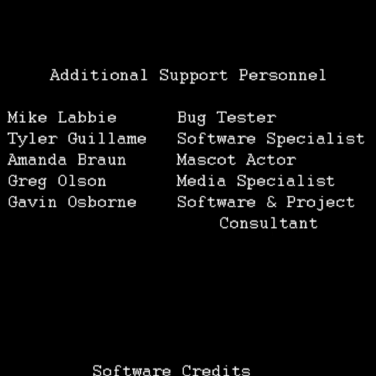 Additional Support Personnel
Mike Labbie Bug Tester
Tyler Guillame Software Specialist
Amanda Braun Mascot Actor
Greg Olson Media Specialist
Gavin Osborne Software & Project
Consultant
Software Credits